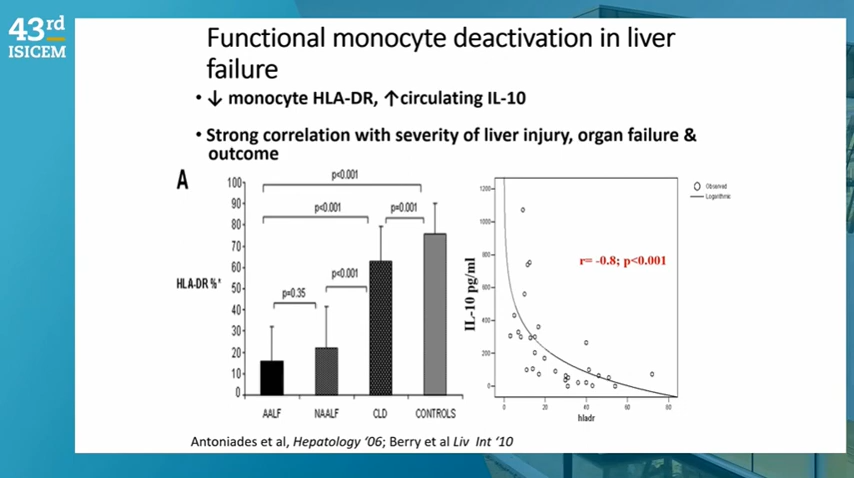 43rd
ISICEM
Functional monocyte deactivation in liver
failure
• ↓ monocyte HLA-DR, ↑circulating IL-10
• Strong correlation with severity of liver injury, organ failure &
outcome
A
p<0.001
p<0.001
p=0.001
p<0.001
p=0.35
HLA-DR %*
100
90
80
70
60
50
40
30
20
10
0
AALF NAALF CLD CONTROLS
Observed
Logarithmic
r= -0.8; p<0.001
IL-10 pg/ml
1200
1000
800
600
400
200
0
0 20 40 60 80
hladr
Antoniades et al, Hepatology ‘06; Berry et al Liv Int ‘10